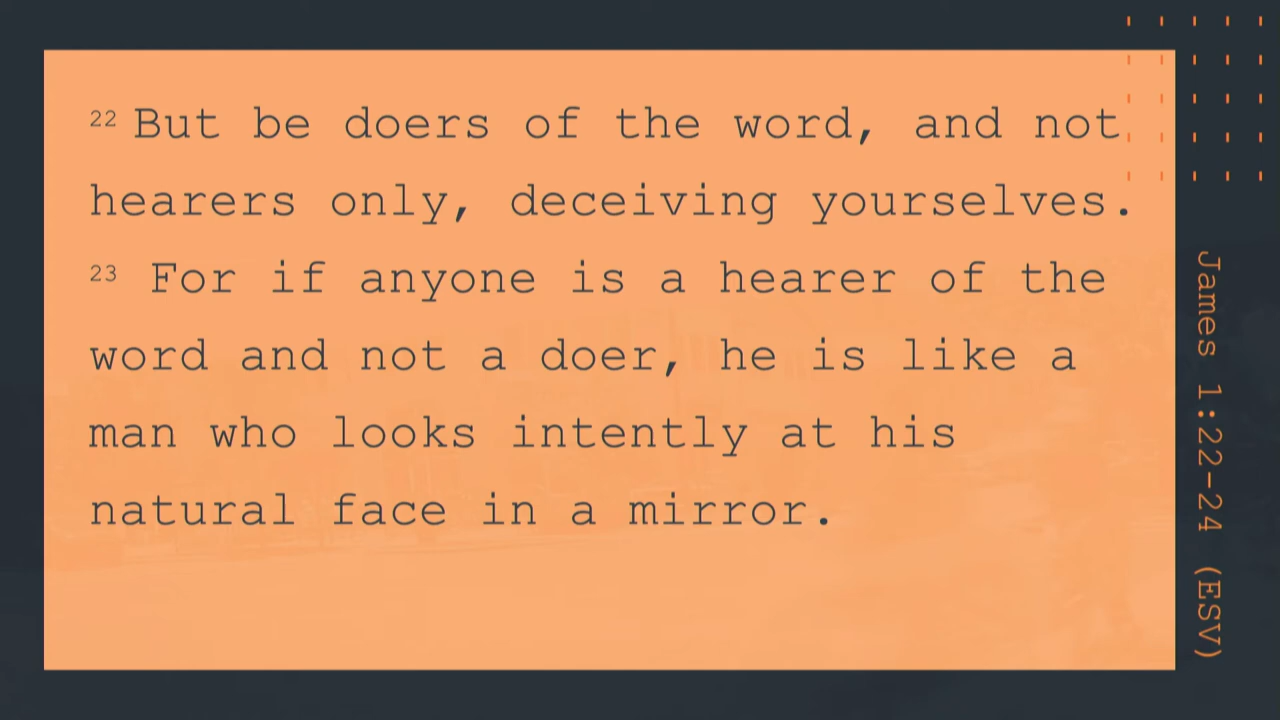 22 But be doers of the word, and not
hearers only, deceiving yourselves.
23 For if anyone is a hearer of the
word and not a doer, he is like a
man who looks intently at his
natural face in a mirror.
James 1:22-24 (ESV)